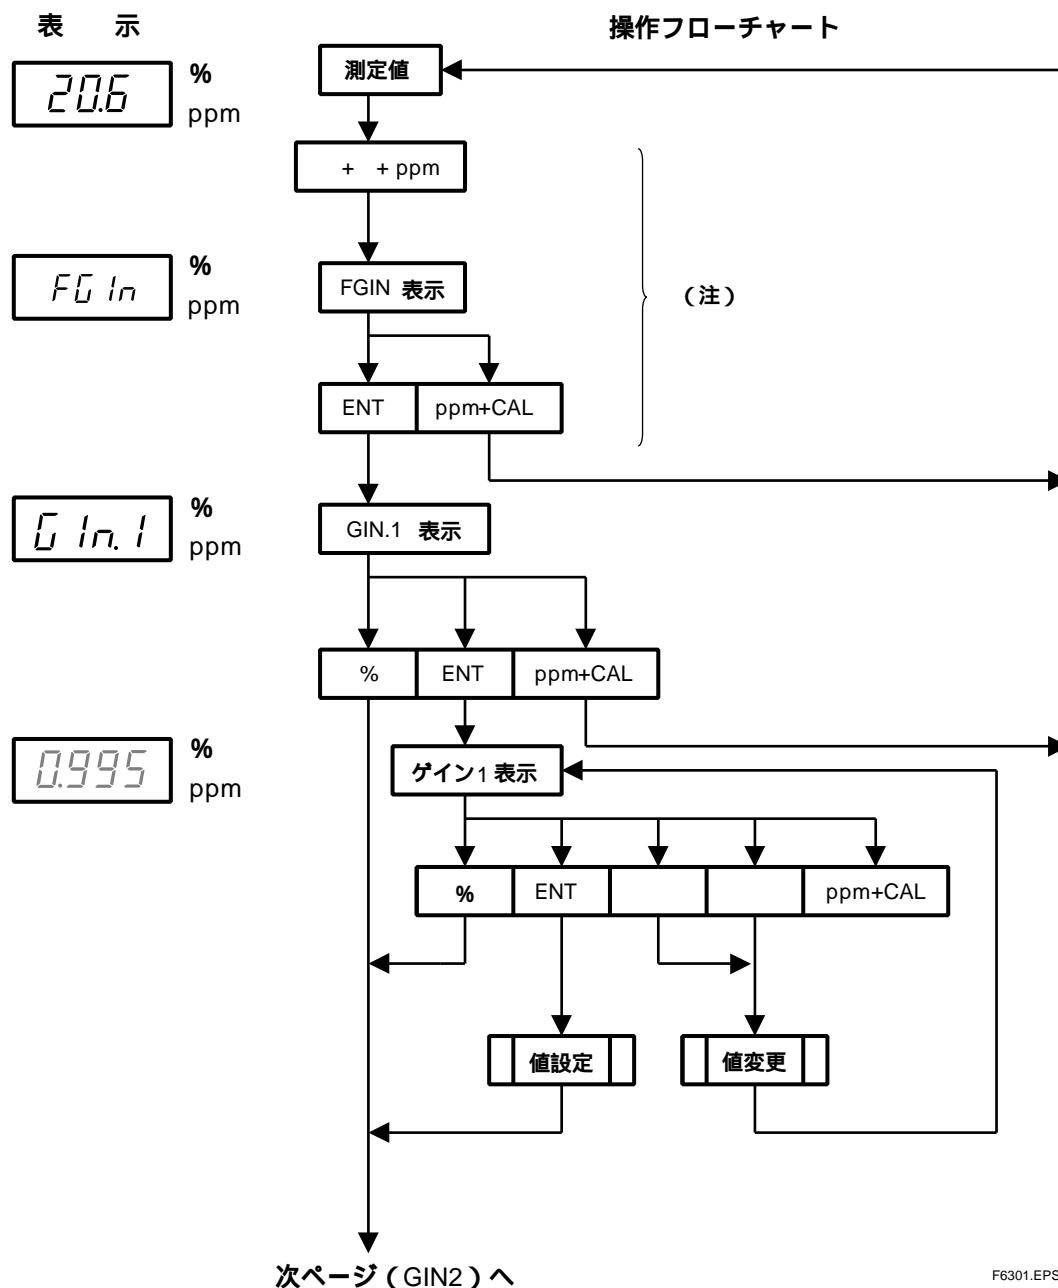 表 示
操作フローチャート
20.6
%
ppm
測定値
+ + ppm
FGIn
%
ppm
FGIN 表示
(注)
ENT
ppm+CAL
GIn.1
%
ppm
GIN.1 表示
%
ENT
ppm+CAL
0.995
%
ppm
ゲイン1 表示
%
ENT
ppm+CAL
値設定
値変更
次ページ(GIN2)へ
F6301.EPS